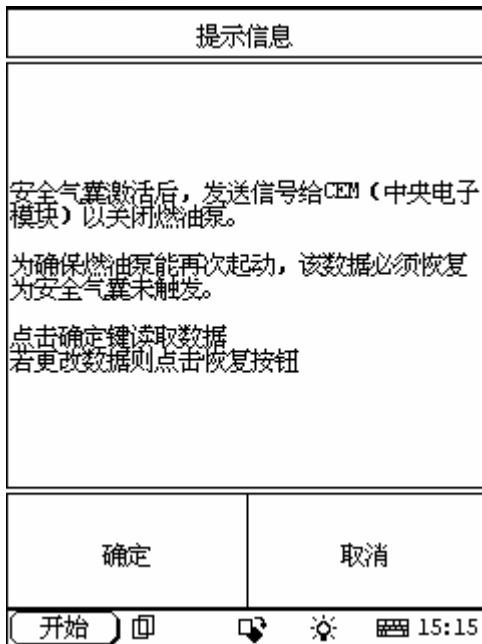 提示信息
安全气囊激活后，发送信号给CEM（中央电子
模块）以关闭燃油泵。
为确保燃油泵能再次起动，该数据必须恢复
为安全气囊未触发。
点击确定键读取数据
若更改数据则点击恢复按钮
确定
取消
开始
15:15